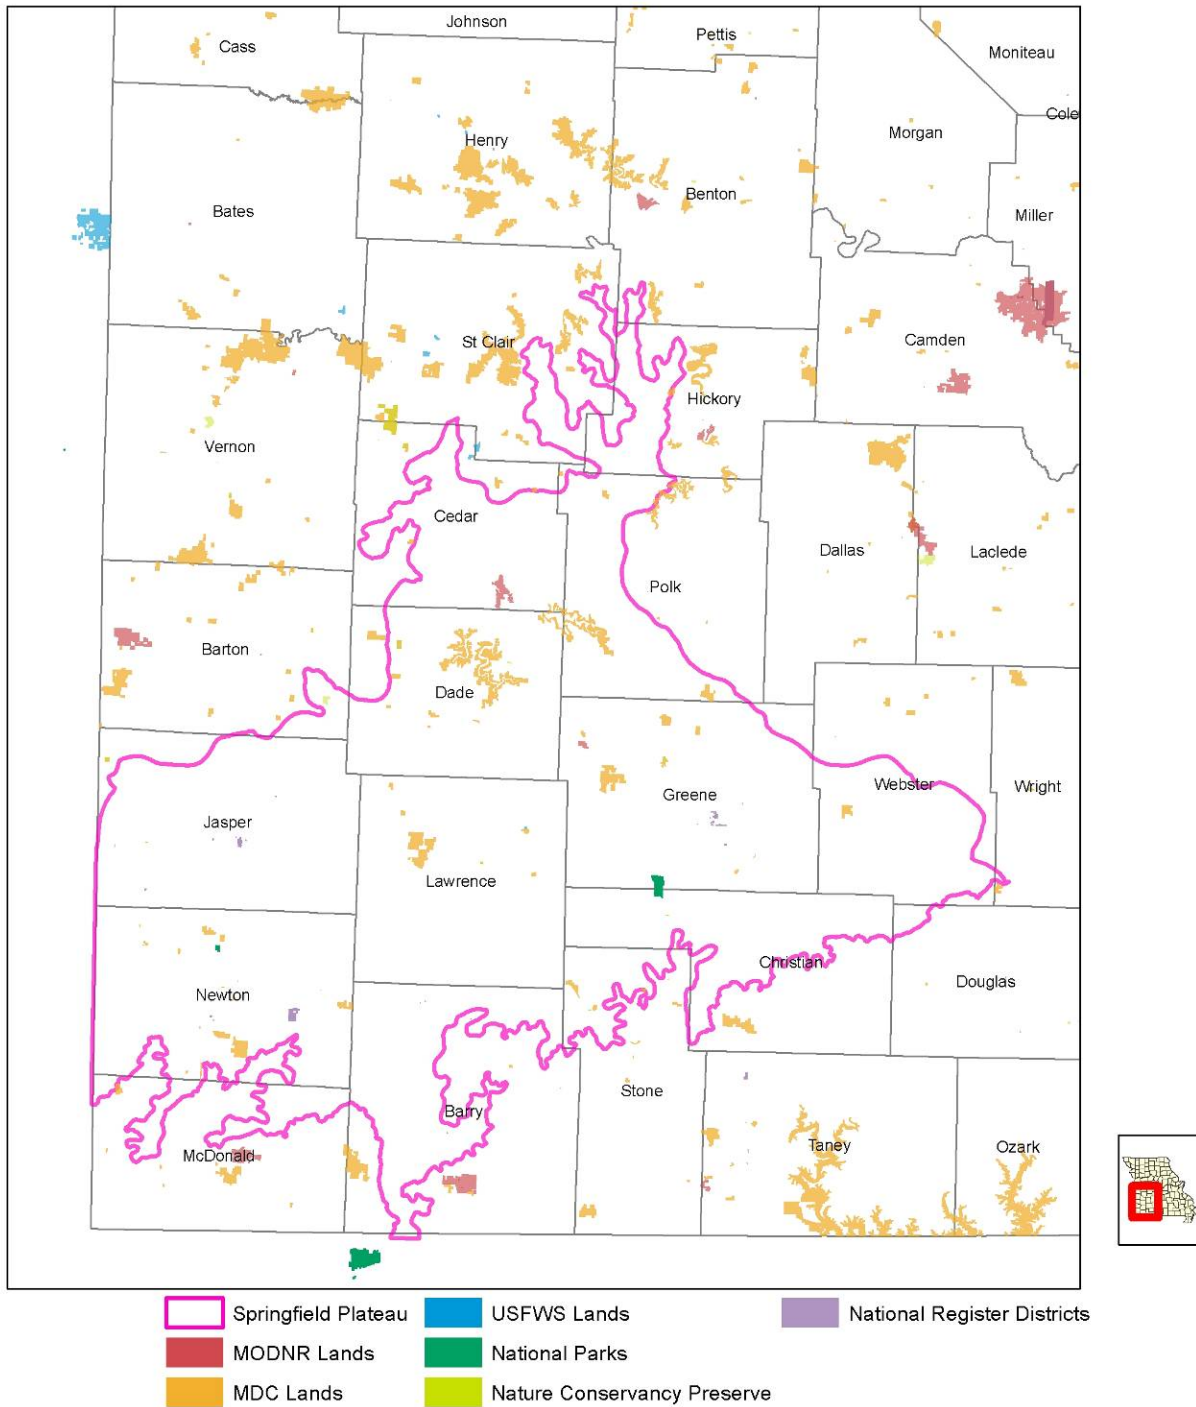 Johnson
Pettis
Cass
Moniteau
Cole
Henry
Morgan
Benton
Bates
Miller
St Clair
Camden
Hickory
Vernon
Cedar
Dallas
Laclede
Polk
Barton
Dade
Webster
Wright
Greene
Jasper
Lawrence
Christian
Douglas
Newton
Stone
Barry
Taney
Ozark
McDonald
Springfield Plateau
USFWS Lands
National Register Districts
MODNR Lands
National Parks
MDC Lands
Nature Conservancy Preserve